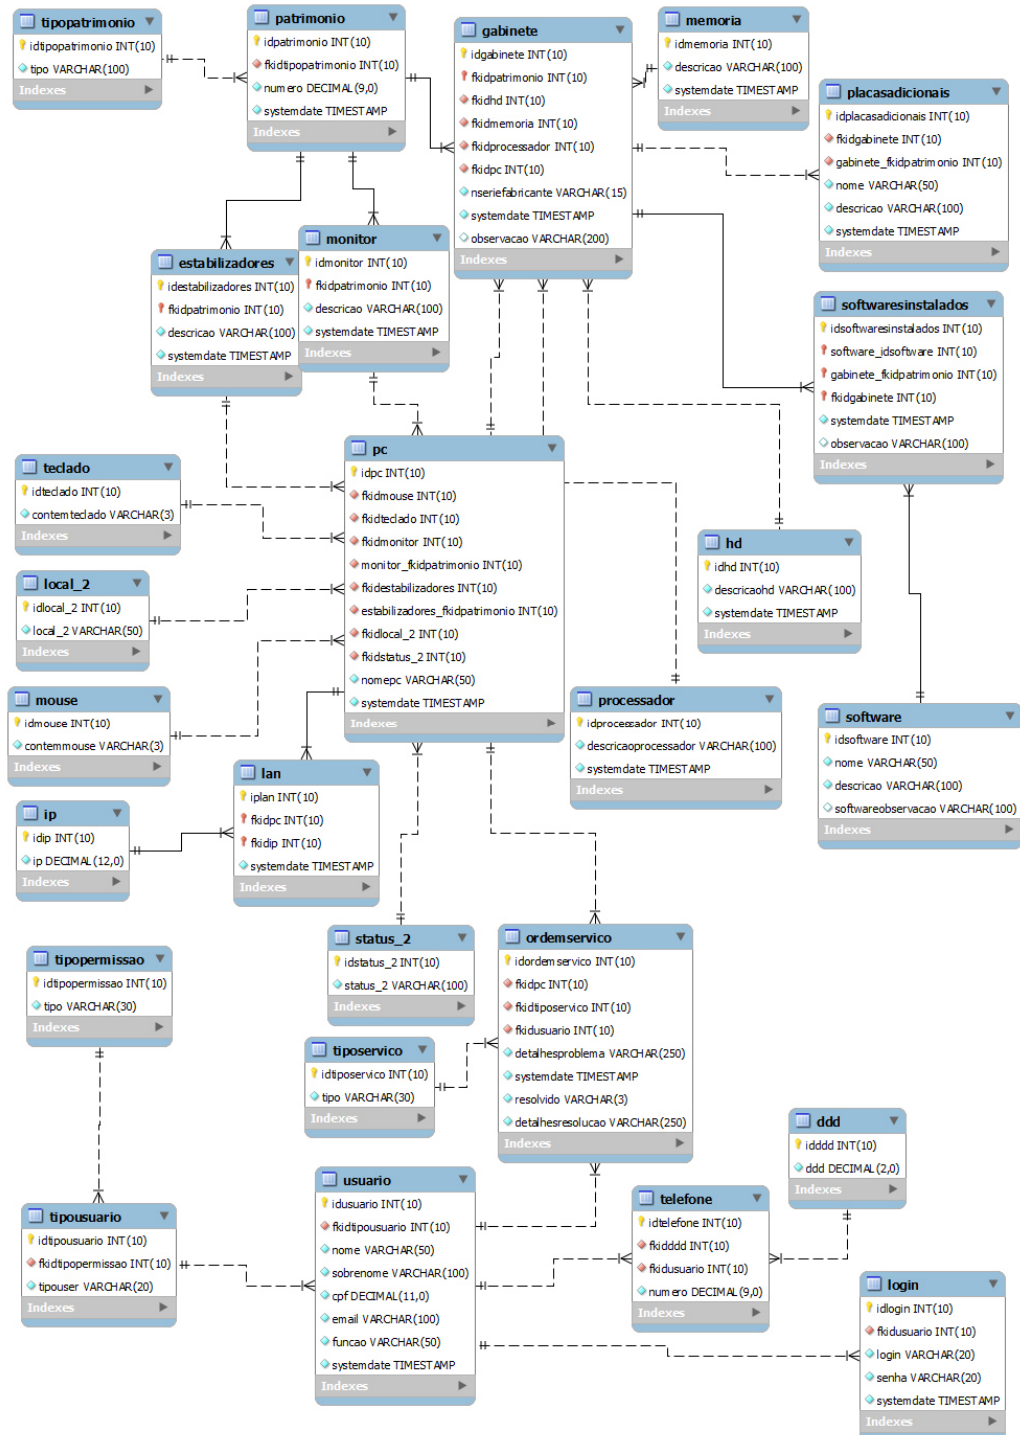 tipopatrimonio
idtipopatrimonio INT(10)
tipo VARCHAR(100)
Indexes
patrimonio
idpatrimonio INT(10)
fkidtipopatrimonio INT(10)
numero DECIMAL(9,0)
systemdate TIMESTAMP
Indexes
gabinete
idgabinete INT(10)
fkidpatrimonio INT(10)
fkidhd INT(10)
fkidmemoria INT(10)
fkidprocessador INT(10)
fkidpc INT(10)
nseriefabricante VARCHAR(15)
systemdate TIMESTAMP
observacao VARCHAR(200)
Indexes
memoria
idmemoria INT(10)
descricao VARCHAR(100)
systemdate TIMESTAMP
Indexes
placasadicionais
idplacasadicionais INT(10)
fkidgabinete INT(10)
gabinete_fkidpatrimonio INT(10)
nome VARCHAR(50)
descricao VARCHAR(100)
systemdate TIMESTAMP
Indexes
estabilizadores
idestabilizadores INT(10)
fkidpatrimonio INT(10)
descricao VARCHAR(100)
systemdate TIMESTAMP
Indexes
monitor
idmonitor INT(10)
fkidpatrimonio INT(10)
descricao VARCHAR(100)
systemdate TIMESTAMP
Indexes
softwaresinstalados
idsoftwaresinstalados INT(10)
software_idsoftware INT(10)
gabinete_fkidpatrimonio INT(10)
fkidgabinete INT(10)
systemdate TIMESTAMP
observacao VARCHAR(100)
Indexes
teclado
idteclado INT(10)
contemteclado VARCHAR(3)
Indexes
pc
idpc INT(10)
fkidmouse INT(10)
fkidteclado INT(10)
fkidmonitor INT(10)
monitor_fkidpatrimonio INT(10)
fkidestabilizadores INT(10)
estabilizadores_fkidpatrimonio INT(10)
fkidlocal_2 INT(10)
fkidstatus_2 INT(10)
nomepc VARCHAR(50)
systemdate TIMESTAMP
Indexes
hd
idhd INT(10)
descricaohd VARCHAR(100)
systemdate TIMESTAMP
Indexes
local_2
idlocal_2 INT(10)
local_2 VARCHAR(50)
Indexes
mouse
idmouse INT(10)
contemmouse VARCHAR(3)
Indexes
processador
idprocessador INT(10)
descricaoprocessador VARCHAR(100)
systemdate TIMESTAMP
Indexes
software
idsoftware INT(10)
nome VARCHAR(50)
descricao VARCHAR(100)
softwareobservacao VARCHAR(100)
Indexes
lan
iplan INT(10)
fkidpc INT(10)
fkidip INT(10)
systemdate TIMESTAMP
Indexes
ip
idip INT(10)
ip DECIMAL(12,0)
Indexes
status_2
idstatus_2 INT(10)
status_2 VARCHAR(100)
Indexes
ordemservico
idordemservico INT(10)
fkidpc INT(10)
fkidtiposervico INT(10)
fkidusuario INT(10)
detalhesproblema VARCHAR(250)
systemdate TIMESTAMP
resolvido VARCHAR(3)
detalhesresolucao VARCHAR(250)
Indexes
tipopermissao
idtipopermissao INT(10)
tipo VARCHAR(30)
Indexes
tiposervico
idtiposervico INT(10)
tipo VARCHAR(30)
Indexes
ddd
idddd INT(10)
ddd DECIMAL(2,0)
Indexes
usuario
idusuario INT(10)
fkidtipousuario INT(10)
nome VARCHAR(50)
sobrenome VARCHAR(100)
cpf DECIMAL(11,0)
email VARCHAR(100)
funcao VARCHAR(50)
systemdate TIMESTAMP
Indexes
telefone
idtelefone INT(10)
fkidddd INT(10)
fkidusuario INT(10)
numero DECIMAL(9,0)
Indexes
tipousuario
idtipousuario INT(10)
fkidtipopermissao INT(10)
tipouser VARCHAR(20)
Indexes
login
idlogin INT(10)
fkidusuario INT(10)
login VARCHAR(20)
senha VARCHAR(20)
systemdate TIMESTAMP
Indexes